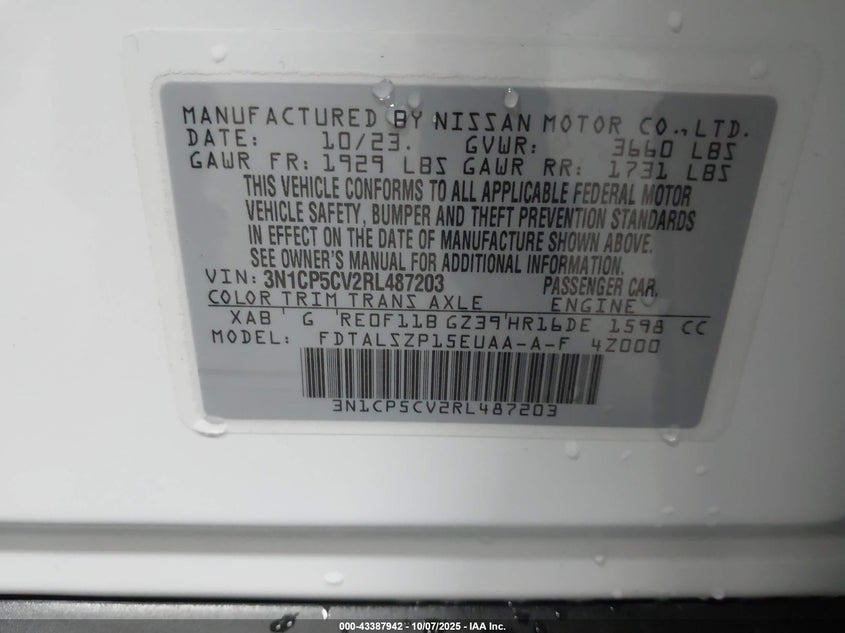 MANUFACTURED BY NISSAN MOTOR CO.,LTD.
DATE: 10/23. GVWR: 3660 LBS
GAWR FR: 1929 LBS GAWR RR: 1731 LBS
THIS VEHICLE CONFORMS TO ALL APPLICABLE FEDERAL MOTOR
VEHICLE SAFETY, BUMPER AND THEFT PREVENTION STANDARDS
IN EFFECT ON THE DATE OF MANUFACTURE SHOWN ABOVE.
SEE OWNER'S MANUAL FOR ADDITIONAL INFORMATION.
VIN: 3N1CP5CV2RL487203 PASSENGER CAR.
COLOR TRIM TRANS AXLE ENGINE
XAB ' G 'RE0F11B GZ39'HR16DE 1598 CC
MODEL: FDTALSZP15EUAA-A-F 4Z000
3N1CP5CV2RL487203
000-43387942 - 10/07/2025 - IAA Inc.